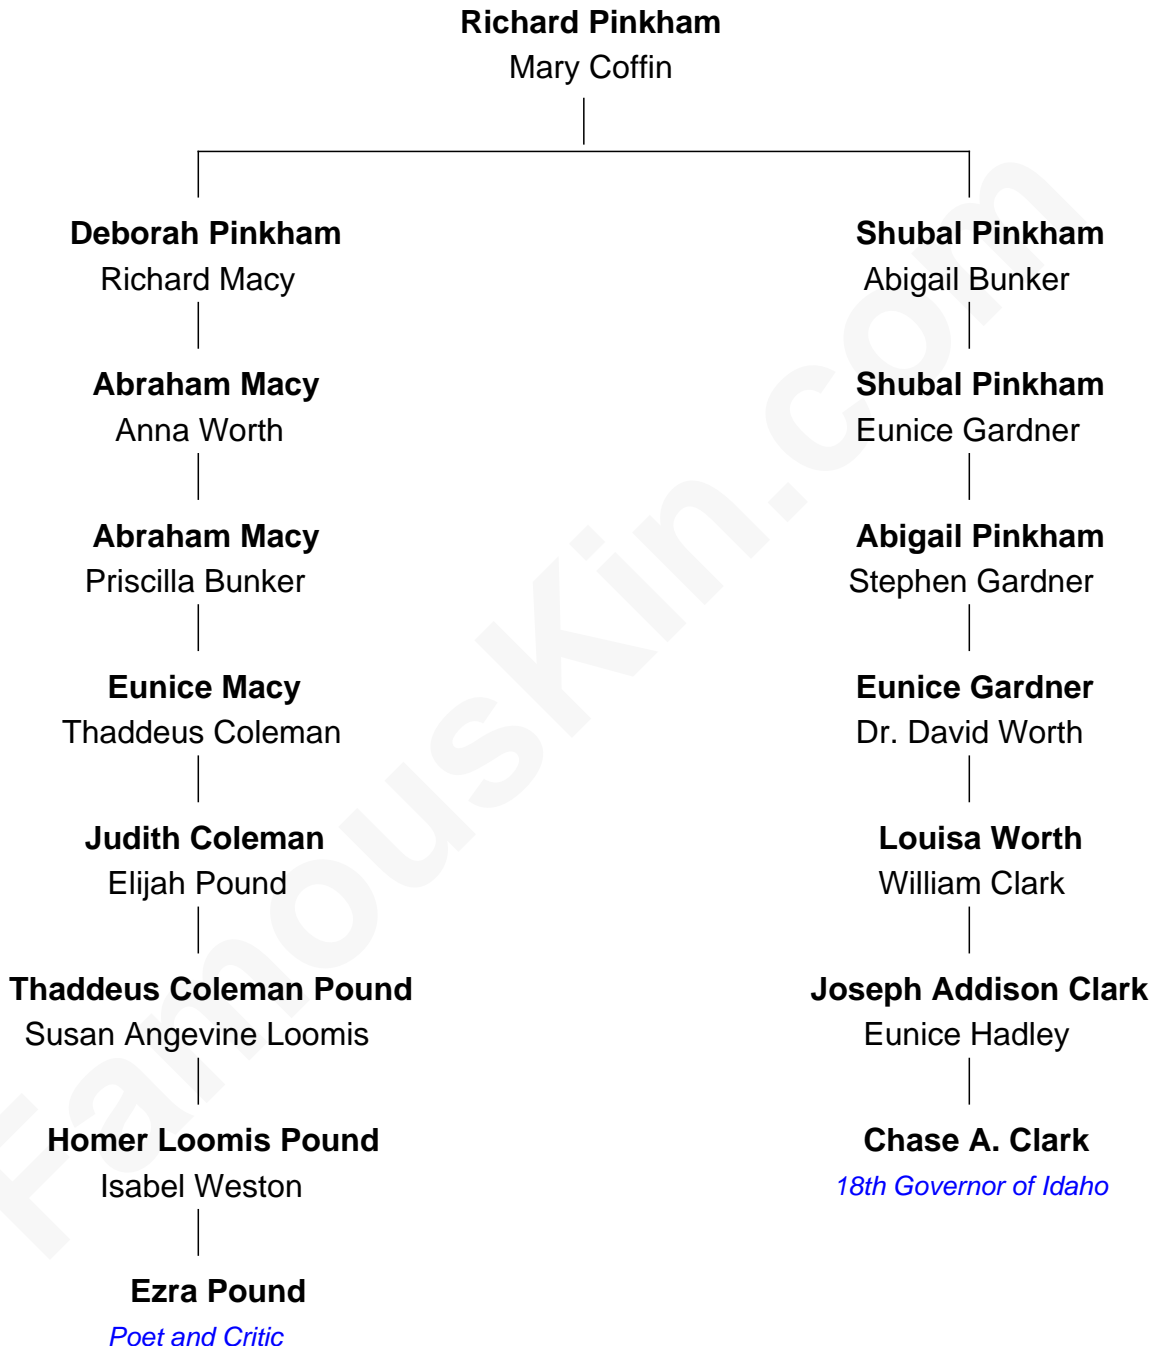 Richard Pinkham
Mary Coffin
Deborah Pinkham
Richard Macy
Shubal Pinkham
Abigail Bunker
Abraham Macy
Anna Worth
Shubal Pinkham
Eunice Gardner
Abraham Macy
Priscilla Bunker
Abigail Pinkham
Stephen Gardner
Eunice Macy
Thaddeus Coleman
Eunice Gardner
Dr. David Worth
Judith Coleman
Elijah Pound
Louisa Worth
William Clark
Thaddeus Coleman Pound
Susan Angevine Loomis
Joseph Addison Clark
Eunice Hadley
Homer Loomis Pound
Isabel Weston
Chase A. Clark
18th Governor of Idaho
Ezra Pound
Poet and Critic
FamousKin.com